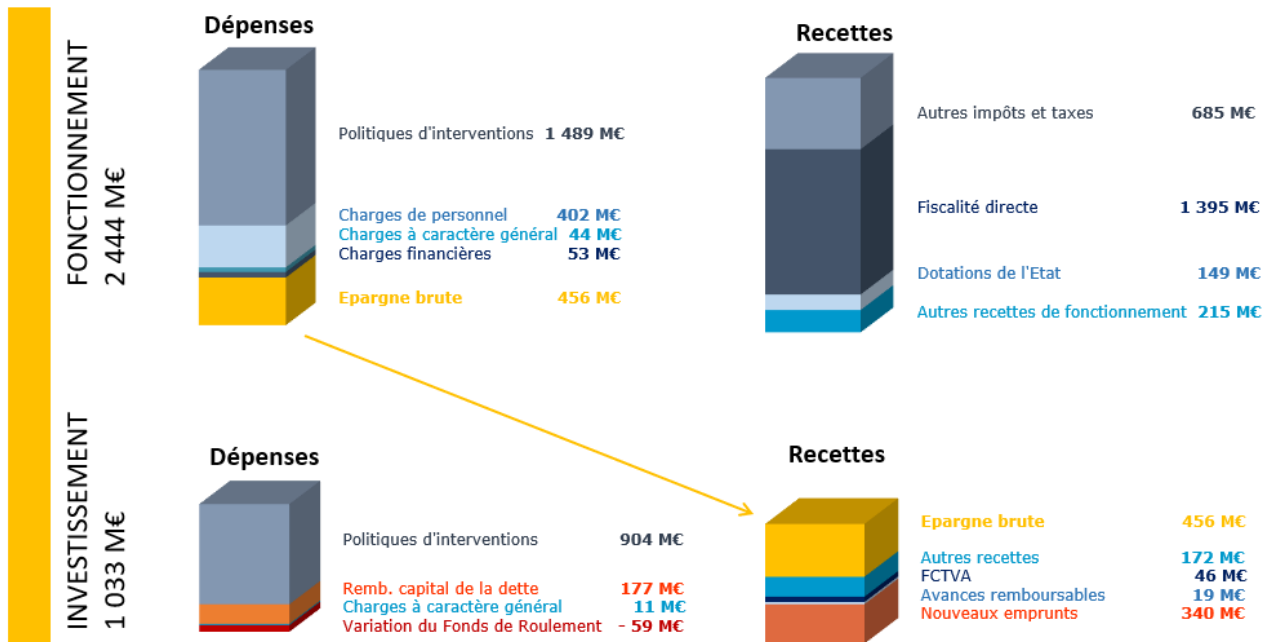 FONCTIONNEMENT
2 444 M€
Dépenses
Politiques d'interventions 1 489 M€
Charges de personnel 402 M€
Charges à caractère général 44 M€
Charges financières 53 M€
Epargne brute 456 M€
Recettes
Autres impôts et taxes 685 M€
Fiscalité directe 1 395 M€
Dotations de l'Etat 149 M€
Autres recettes de fonctionnement 215 M€
INVESTISSEMENT
1 033 M€
Dépenses
Politiques d'interventions 904 M€
Remb. capital de la dette 177 M€
Charges à caractère général 11 M€
Variation du Fonds de Roulement - 59 M€
Recettes
Epargne brute 456 M€
Autres recettes 172 M€
FCTVA 46 M€
Avances remboursables 19 M€
Nouveaux emprunts 340 M€